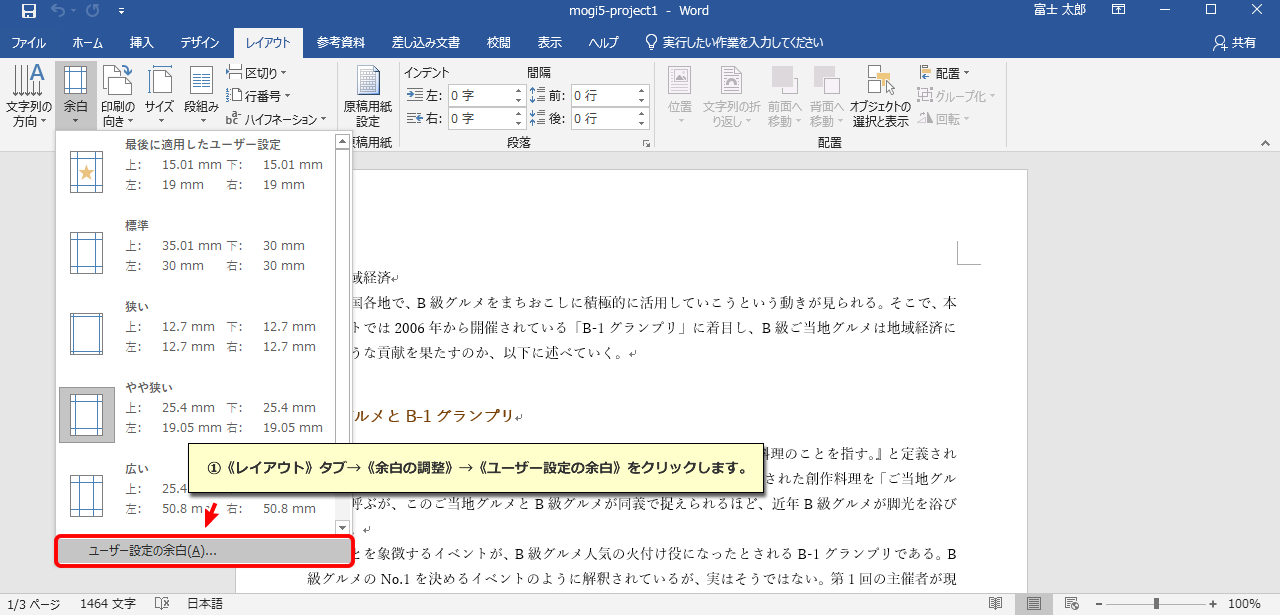 mogi5-project1 - Word
富士 太郎
ファイル ホーム 挿入 デザイン レイアウト 参考資料 差し込み文書 校閲 表示 ヘルプ 実行したい作業を入力してください 共有
文字列の方向
余白
印刷の向き
サイズ
段組み
区切り
行番号
ハイフネーション
原稿用紙設定
原稿用紙
インデント
左: 0 字
右: 0 字
間隔
前: 0 行
後: 0 行
段落
位置
文字列の折り返し
前面へ移動
背面へ移動
オブジェクトの選択と表示
配置
グループ化
回転
配置
最後に適用したユーザー設定
上: 15.01 mm 下: 15.01 mm
左: 19 mm 右: 19 mm
標準
上: 35.01 mm 下: 30 mm
左: 30 mm 右: 30 mm
狭い
上: 12.7 mm 下: 12.7 mm
左: 12.7 mm 右: 12.7 mm
やや狭い
上: 25.4 mm 下: 25.4 mm
左: 19.05 mm 右: 19.05 mm
広い
上: 25.4
左: 50.8 mm 右: 50.8 mm
ユーザー設定の余白(A)...
①《レイアウト》タブ→《余白の調整》→《ユーザー設定の余白》をクリックします。
域経済
国各地で、B 級グルメをまちおこしに積極的に活用していこうという動きが見られる。そこで、本
トでは 2006 年から開催されている「B-1 グランプリ」に着目し、B 級ご当地グルメは地域経済に
うな貢献を果たすのか、以下に述べていく。
ルメと B-1 グランプリ
料理のことを指す。』と定義され
された創作料理を「ご当地グル
呼ぶが、このご当地グルメと B 級グルメが同義で捉えられるほど、近年 B 級グルメが脚光を浴び
。
とを象徴するイベントが、B 級グルメ人気の火付け役になったとされる B-1 グランプリである。B
級グルメの No.1 を決めるイベントのように解釈されているが、実はそうではない。第 1 回の主催者が現
1/3 ページ 1464 文字 日本語 100%